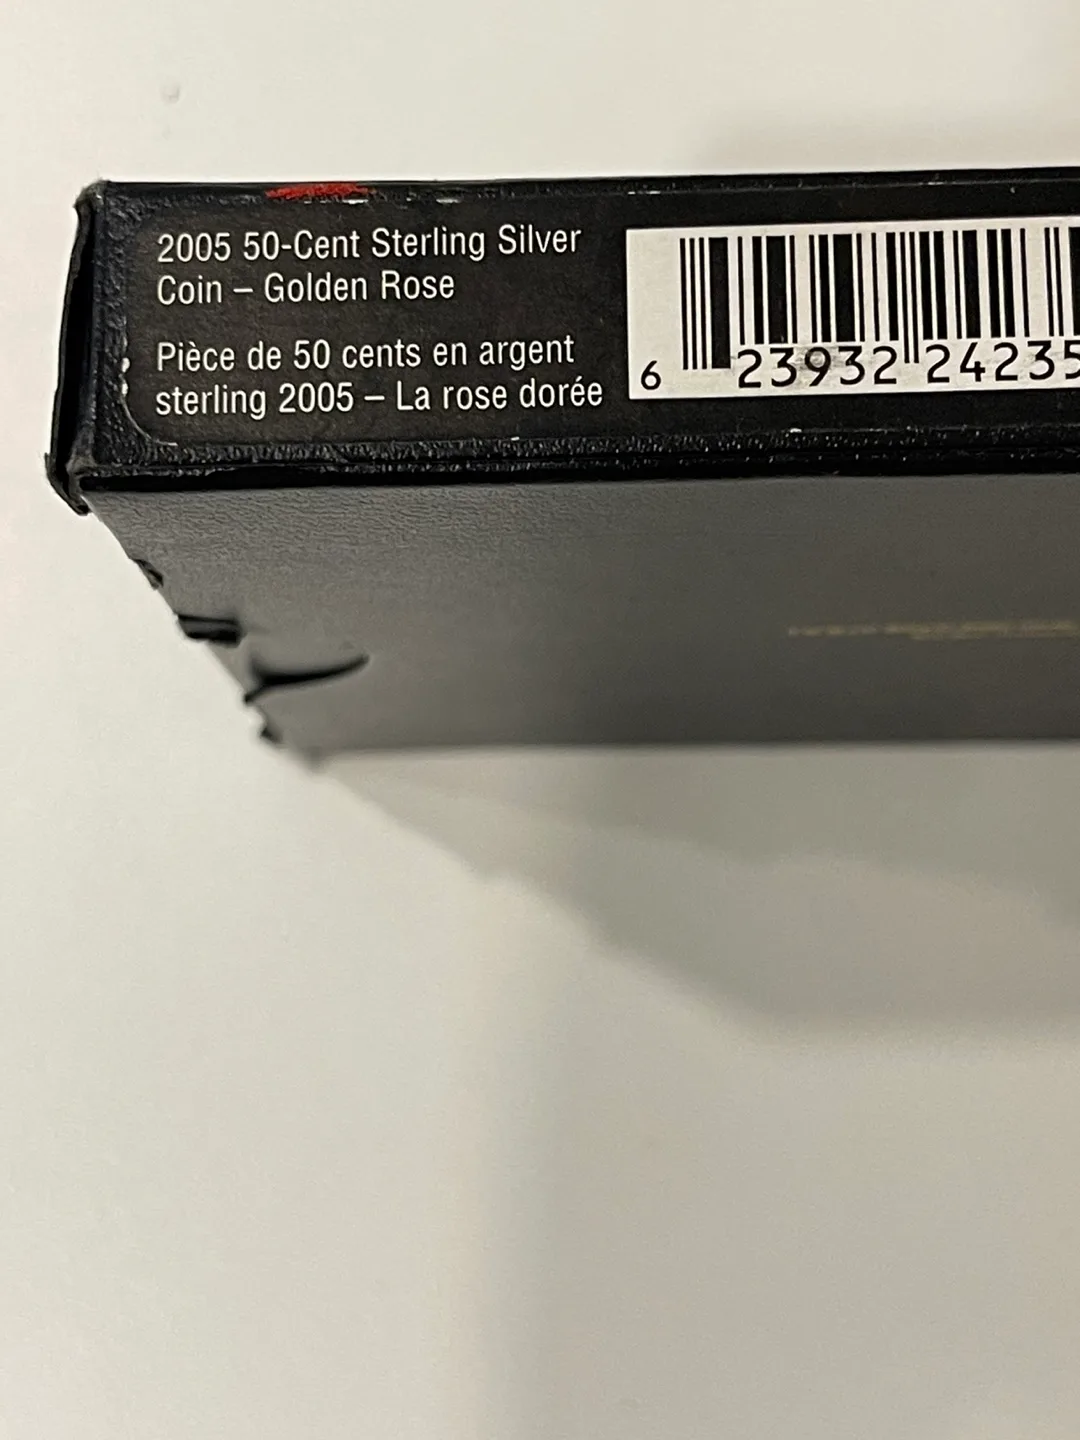 2005 50-Cent Sterling Silver
Coin – Golden Rose
Pièce de 50 cents en argent
sterling 2005 – La rose dorée
6 23932 24235